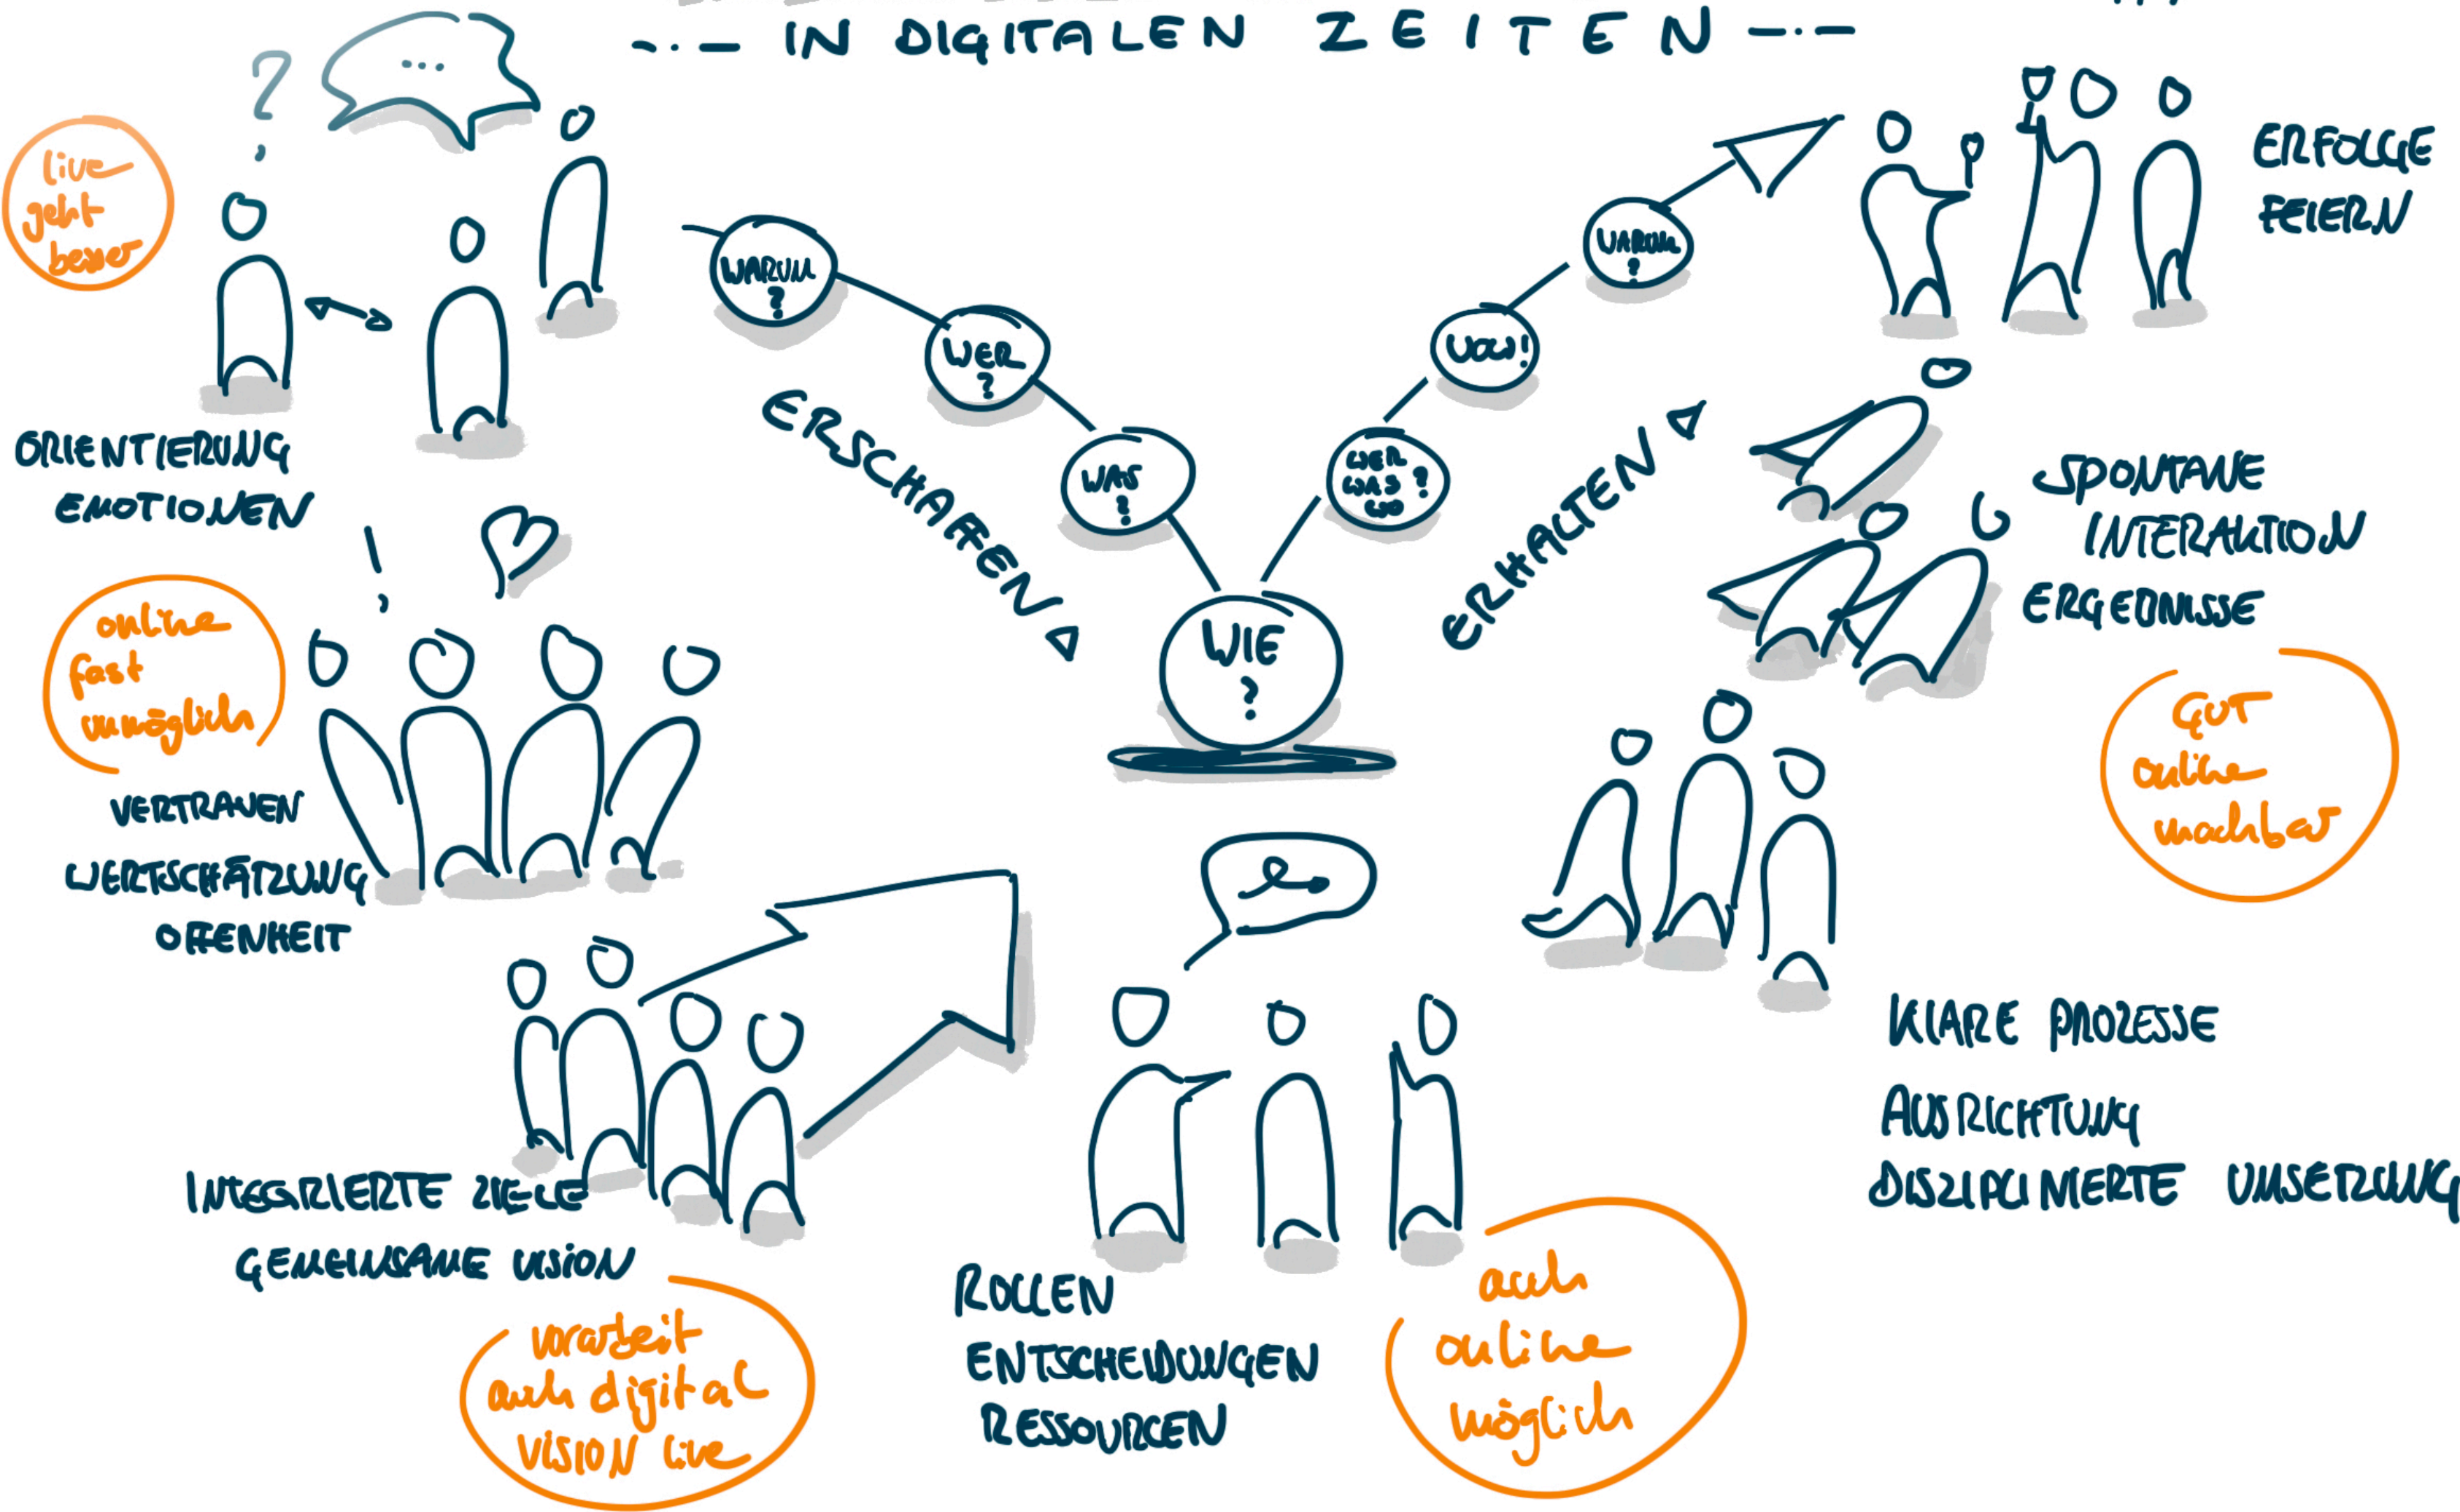 IN DIGITALEN ZEITEN
...
?
live
geht
besser
ORIENTIERUNG
EMOTIONEN
!
online
fast
unmöglich
VERTRAUEN
WERTSCHÄTZUNG
OFFENHEIT
INTEGRIERTE ZIELE
GEMEINSAME VISION
vorarbeit
auch digital
VISION live
WARUM
?
WER
?
WAS
?
ERSCHAFFEN
WIE
?
ERHALTEN
WER
WAS ?
WO
WOW!
WARUM
?
ROLLEN
ENTSCHEIDUNGEN
RESSOURCEN
auch
online
möglich
ERFOLGE
FEIERN
SPONTANE
INTERAKTION
ERGEBNISSE
GUT
online
machbar
KLARE PROZESSE
AUSRICHTUNG
DISZIPLINIERTE UMSETZUNG